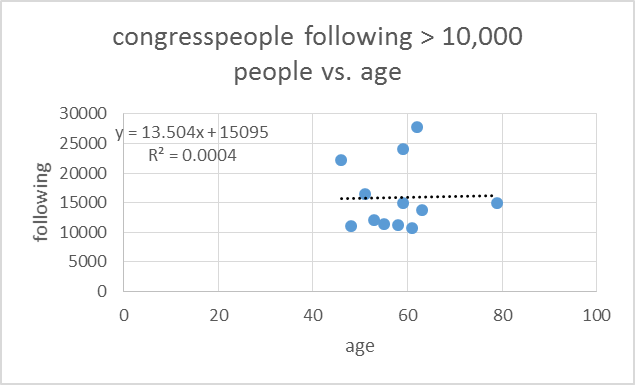 congresspeople following > 10,000
people vs. age
30000
y = 13.504x + 15095
25000
R² = 0.0004
20000
15000
10000
5000
0
following
0 20 40 60 80 100
age